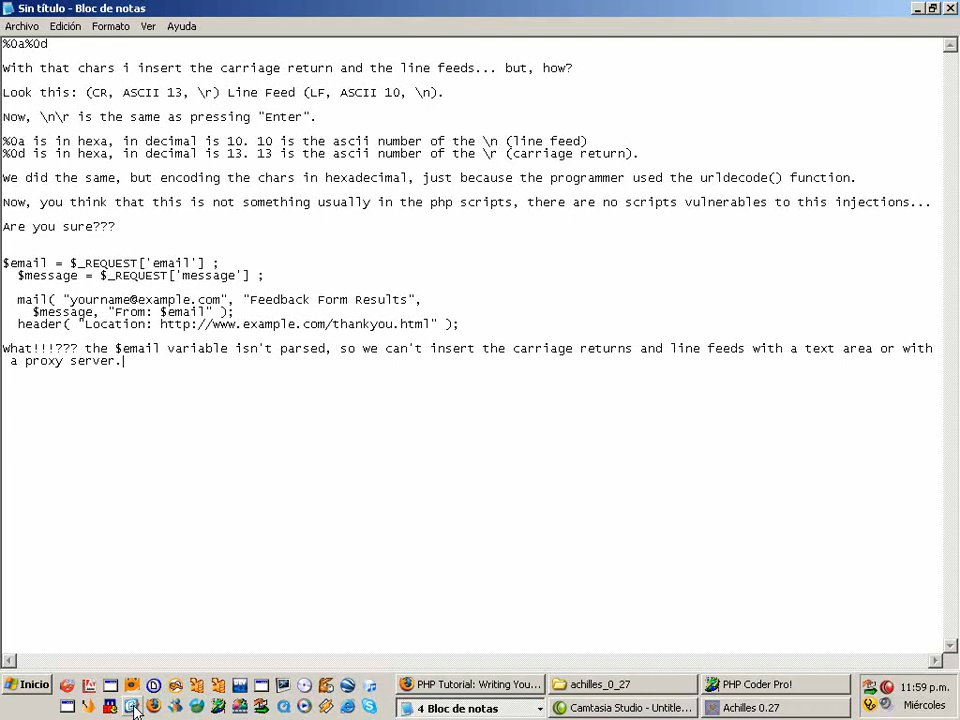 Sin título - Bloc de notas
Archivo Edición Formato Ver Ayuda
%0a%0d
With that chars i insert the carriage return and the line feeds... but, how?
Look this: (CR, ASCII 13, \r) Line Feed (LF, ASCII 10, \n).
Now, \n\r is the same as pressing "Enter".
%0a is in hexa, in decimal is 10. 10 is the ascii number of the \n (line feed)
%0d is in hexa, in decimal is 13. 13 is the ascii number of the \r (carriage return).
We did the same, but encoding the chars in hexadecimal, just because the programmer used the urldecode() function.
Now, you think that this is not something usually in the php scripts, there are no scripts vulnerables to this injections...
Are you sure???
$email = $_REQUEST['email'] ;
$message = $_REQUEST['message'] ;
mail( "yourname@example.com", "Feedback Form Results",
$message, "From: $email" );
header( "Location: http://www.example.com/thankyou.html" );
What!!!??? the $email variable isn't parsed, so we can't insert the carriage returns and line feeds with a text area or with
a proxy server.
Inicio
PHP Tutorial: Writing You... achilles_0_27 PHP Coder Pro! 11:59 p.m.
4 Bloc de notas Camtasia Studio - Untitle... Achilles 0.27 Miércoles